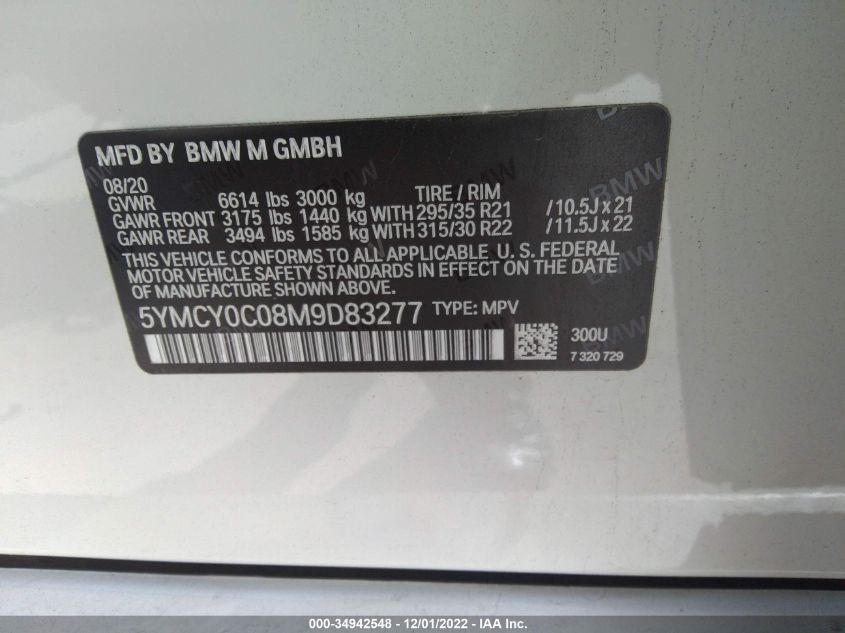 MFD BY BMW M GMBH
08/20
GVWR 6614 lbs 3000 kg TIRE / RIM
GAWR FRONT 3175 lbs 1440 kg WITH 295/35 R21 / 10.5J x 21
GAWR REAR 3494 lbs 1585 kg WITH 315/30 R22 / 11.5J x 22
THIS VEHICLE CONFORMS TO ALL APPLICABLE U. S. FEDERAL
MOTOR VEHICLE SAFETY STANDARDS IN EFFECT ON THE DATE
OF MANUFACTURE SHOWN ABOVE.
5YMCY0C08M9D83277 TYPE: MPV
300U
7 320 729
000-34942548 - 12/01/2022 - IAA Inc.